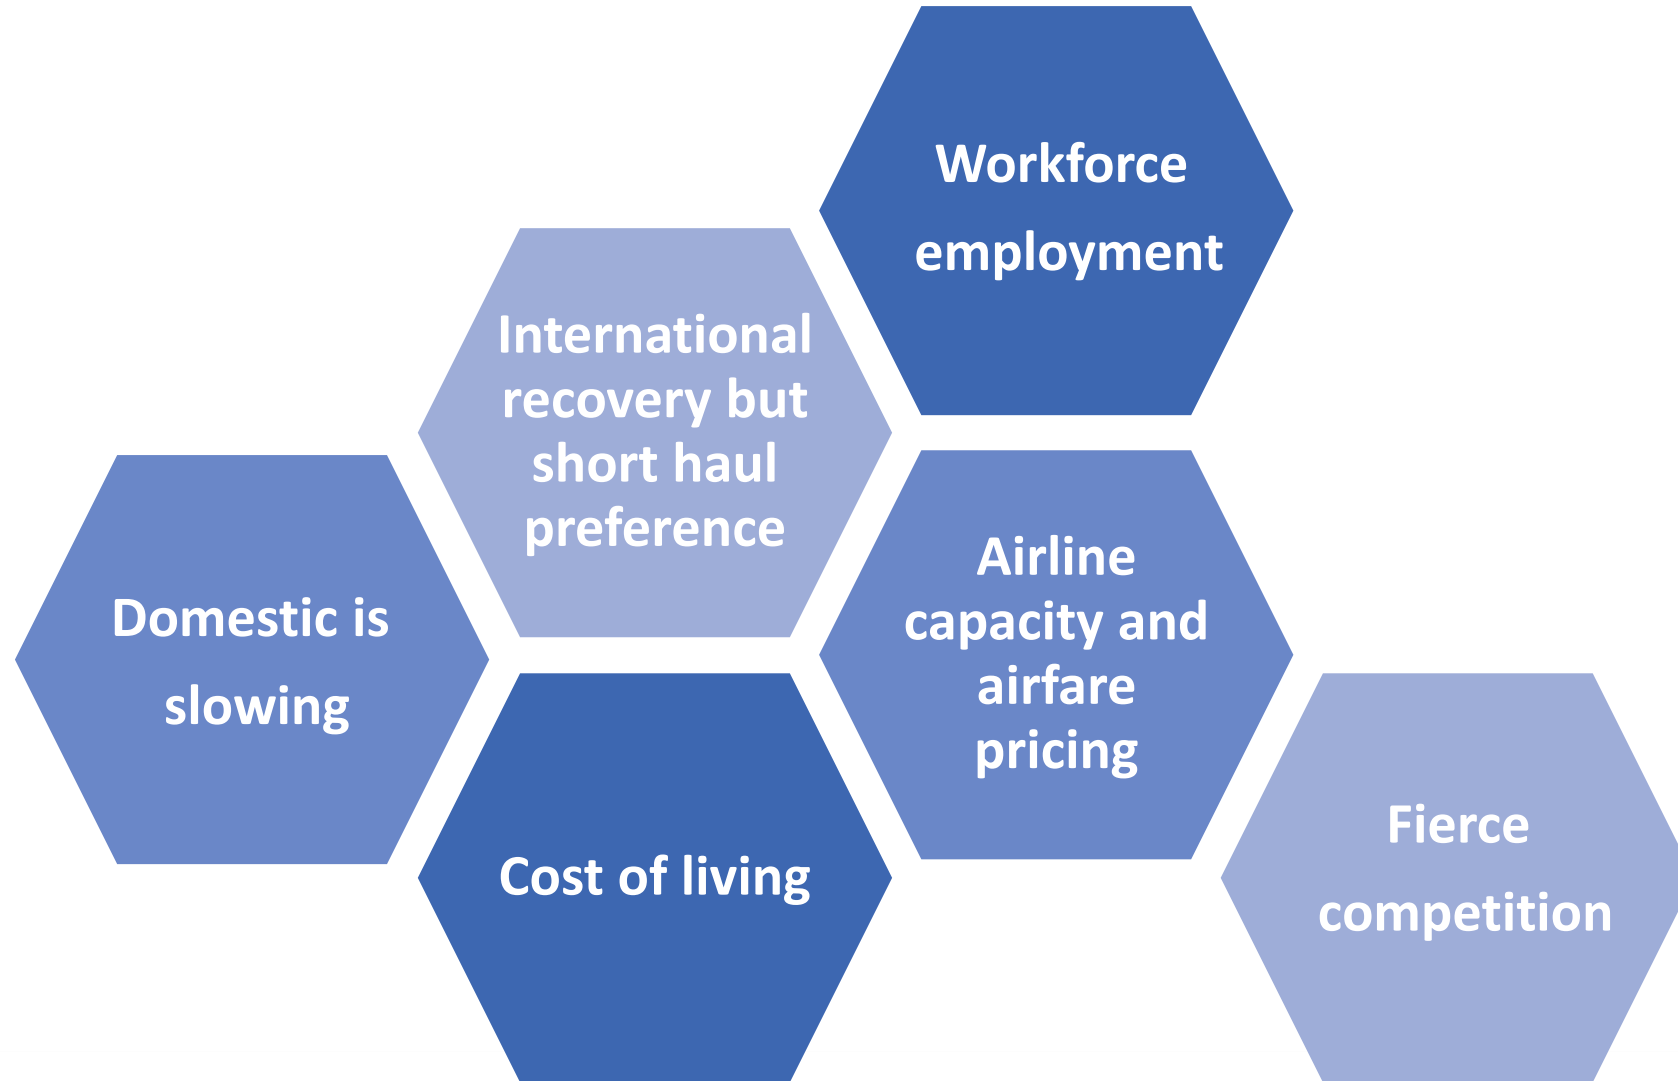 Workforce
employment
International
recovery but
short haul
preference
Domestic is
slowing
Airline
capacity and
airfare
pricing
Cost of living
Fierce
competition